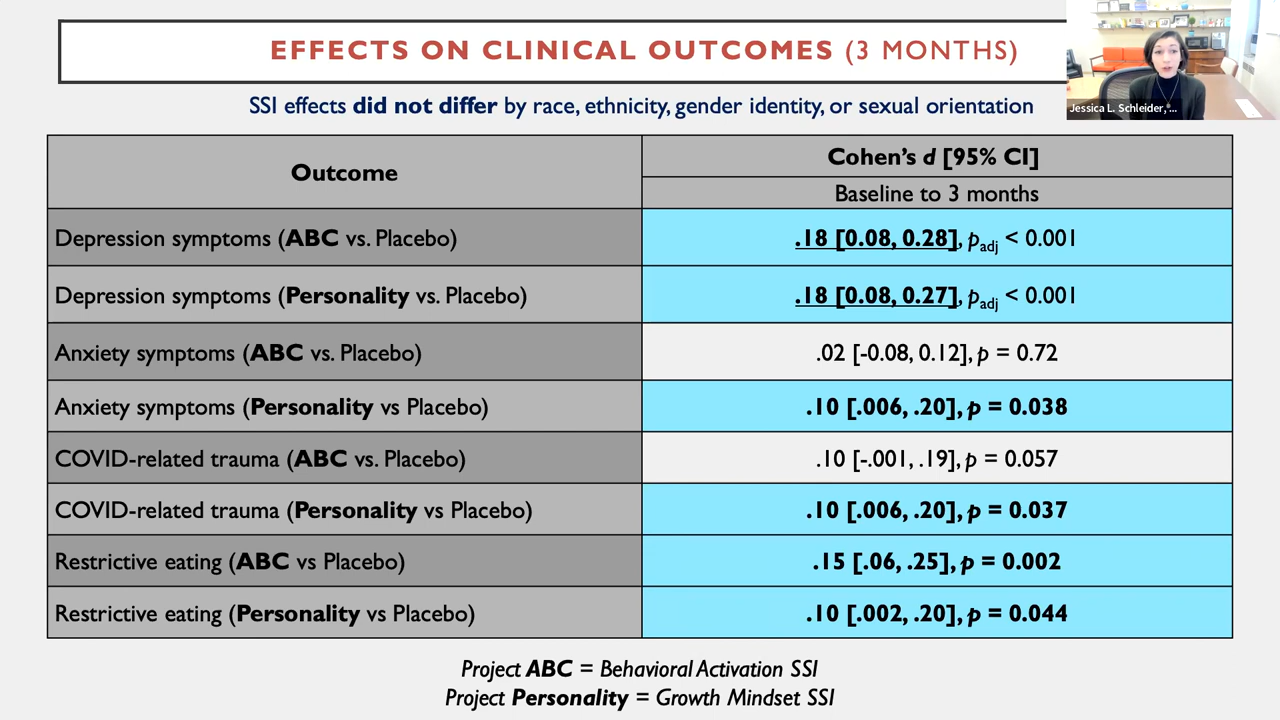 EFFECTS ON CLINICAL OUTCOMES (3 MONTHS)
Jessica L. Schleider,*...
SSI effects did not differ by race, ethnicity, gender identity, or sexual orientation
Outcome
Cohen's d [95% CI]
Baseline to 3 months
Depression symptoms (ABC vs. Placebo)
.18 [0.08, 0.28], padj < 0.001
Depression symptoms (Personality vs. Placebo)
.18 [0.08, 0.27], padj < 0.001
Anxiety symptoms (ABC vs. Placebo)
.02 [-0.08, 0.12], p = 0.72
Anxiety symptoms (Personality vs Placebo)
.10 [.006, .20], p = 0.038
COVID-related trauma (ABC vs. Placebo)
.10 [-.001, .19], p = 0.057
COVID-related trauma (Personality vs Placebo)
.10 [.006, .20], p = 0.037
Restrictive eating (ABC vs Placebo)
.15 [.06, .25], p = 0.002
Restrictive eating (Personality vs Placebo)
.10 [.002, .20], p = 0.044
Project ABC = Behavioral Activation SSI
Project Personality = Growth Mindset SSI